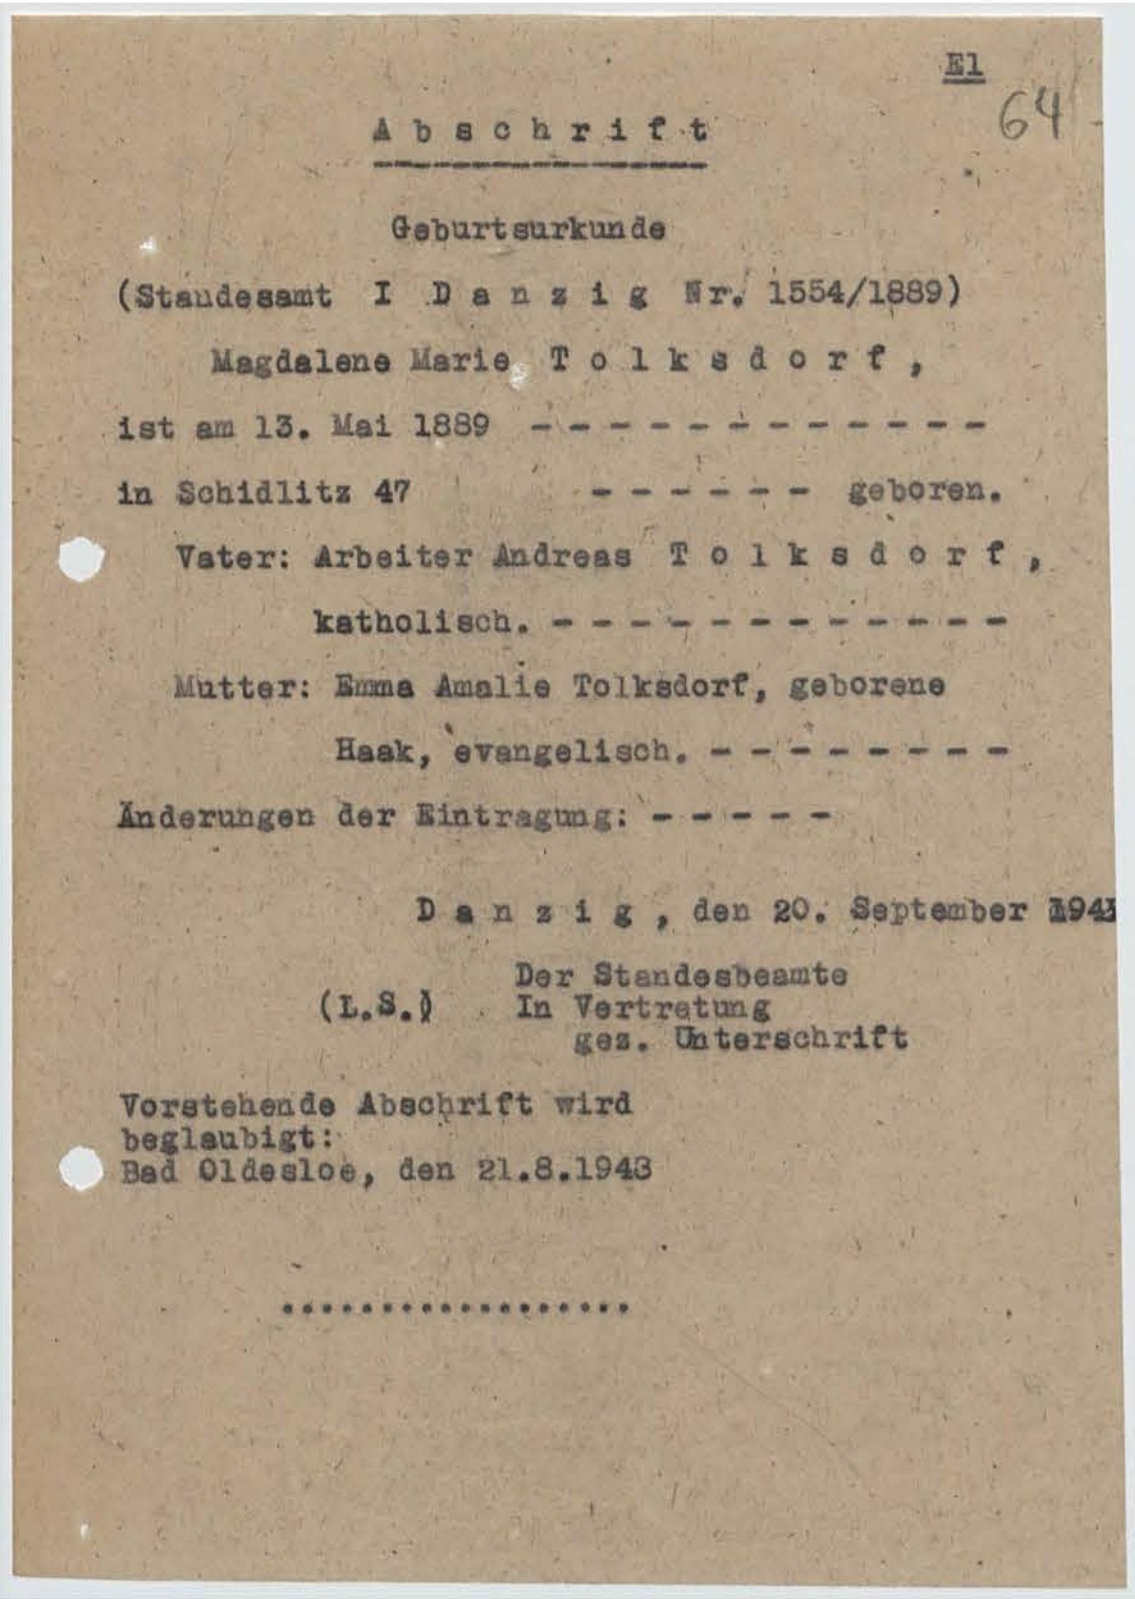 E1
64
A b s c h r i f t
Geburtsurkunde
(Standesamt I D a n z i g Nr. 1554/1889)
Magdalene Marie T o l k s d o r f ,
ist am 13. Mai 1889 - - - - - - - - - - - -
in Schidlitz 47 - - - - - - geboren.
Vater: Arbeiter Andreas T o l k s d o r f ,
katholisch. - - - - - - - - - - - -
Mutter: Emma Amalie Tolksdorf, geborene
Haak, evangelisch. - - - - - - - -
Änderungen der Eintragung: - - - - -
D a n z i g , den 20. September 1941
Der Standesbeamte
(L.S.) In Vertretung
gez. Unterschrift
Vorstehende Abschrift wird
beglaubigt:
Bad Oldesloe, den 21.8.1943
..................